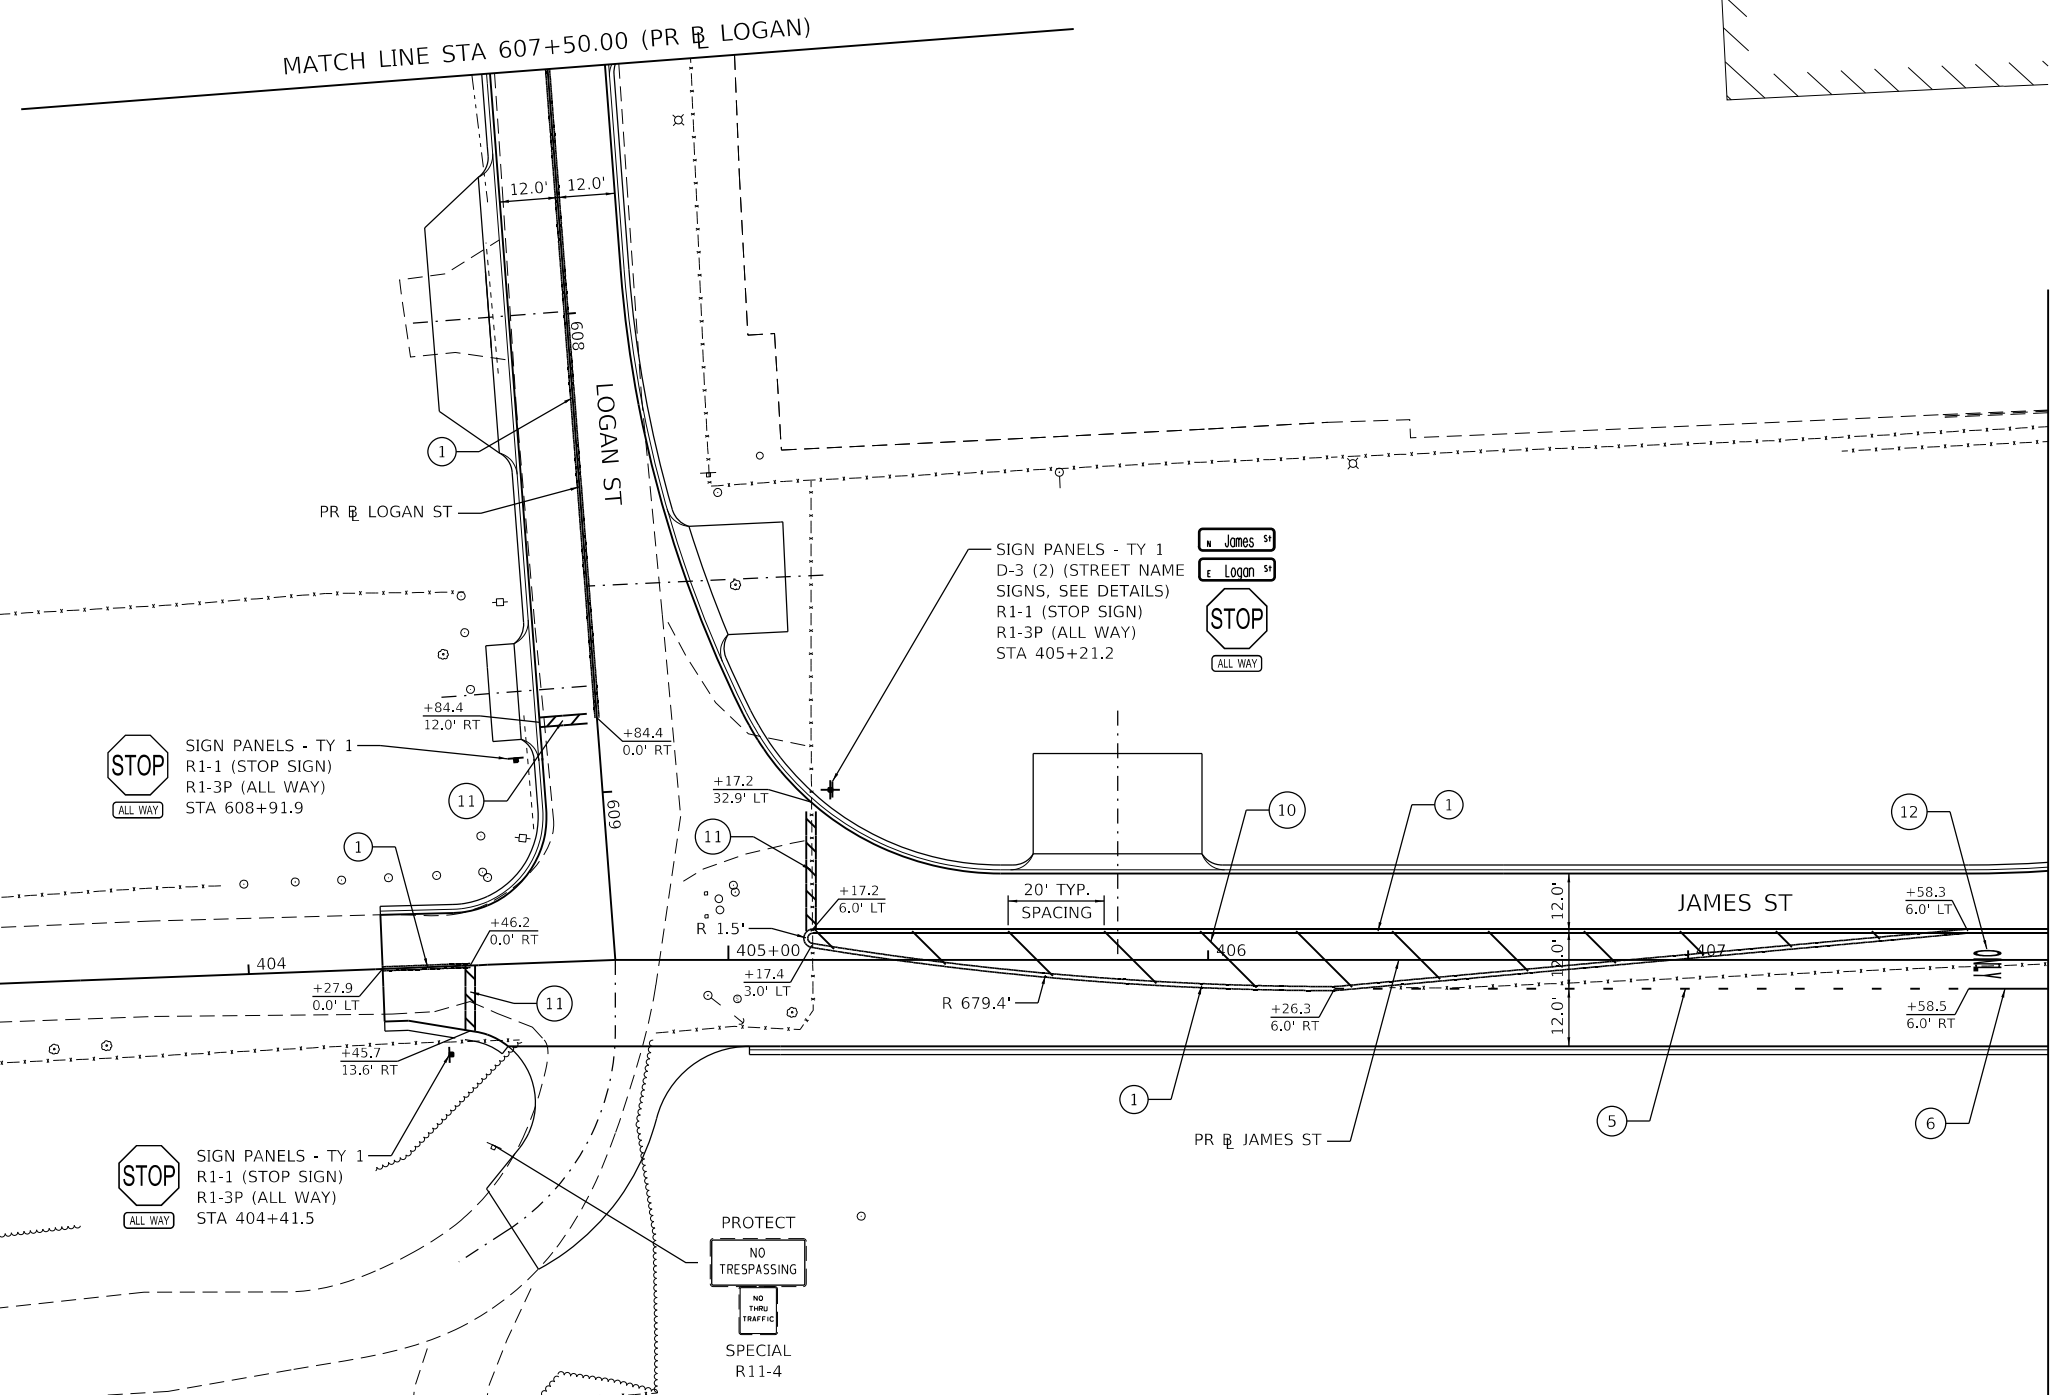 MATCH LINE STA 607+50.00 (PR BL LOGAN)
12.0'
12.0'
608
LOGAN ST
1
PR BL LOGAN ST
SIGN PANELS - TY 1
D-3 (2) (STREET NAME
SIGNS, SEE DETAILS)
R1-1 (STOP SIGN)
R1-3P (ALL WAY)
STA 405+21.2
N James St
E Logan St
STOP
ALL WAY
+84.4
12.0' RT
+84.4
0.0' RT
STOP
ALL WAY
SIGN PANELS - TY 1
R1-1 (STOP SIGN)
R1-3P (ALL WAY)
STA 608+91.9
11
609
+17.2
32.9' LT
11
10
1
12
1
+46.2
0.0' RT
+17.2
6.0' LT
R 1.5'
20' TYP.
SPACING
12.0'
JAMES ST
+58.3
6.0' LT
404
405+00
406
407
12.0'
ONLY
+27.9
0.0' LT
11
+17.4
3.0' LT
R 679.4'
+26.3
6.0' RT
12.0'
+58.5
6.0' RT
+45.7
13.6' RT
1
5
6
PR BL JAMES ST
STOP
ALL WAY
SIGN PANELS - TY 1
R1-1 (STOP SIGN)
R1-3P (ALL WAY)
STA 404+41.5
PROTECT
NO
TRESPASSING
NO
THRU
TRAFFIC
SPECIAL
R11-4